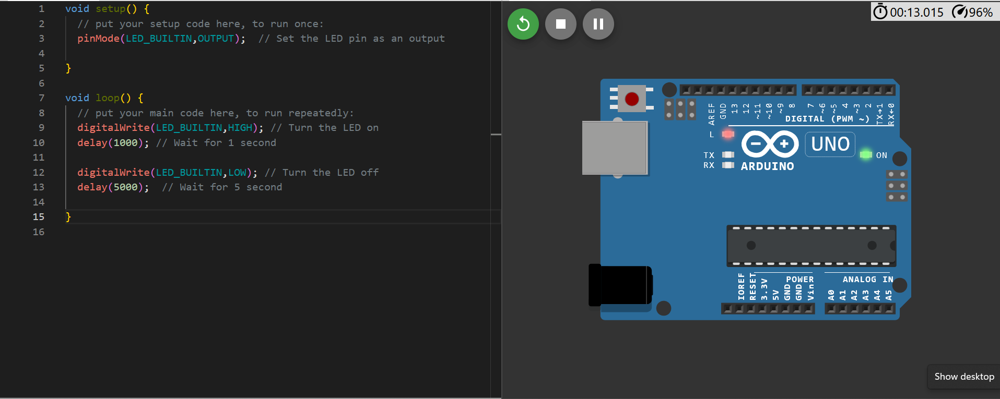 1 void setup() {
2 // put your setup code here, to run once:
3 pinMode(LED_BUILTIN,OUTPUT); // Set the LED pin as an output
4
5 }
6
7 void loop() {
8 // put your main code here, to run repeatedly:
9 digitalWrite(LED_BUILTIN,HIGH); // Turn the LED on
10 delay(1000); // Wait for 1 second
11
12 digitalWrite(LED_BUILTIN,LOW); // Turn the LED off
13 delay(5000); // Wait for 5 second
14
15 }
16
00:13.015 96%
AREF GND 13 12 ~11 ~10 ~9 8 7 ~6 ~5 4 ~3 2 TX→1 RX←0
DIGITAL (PWM ~)
L
UNO
TX ON
RX ARDUINO
POWER ANALOG IN
IOREF RESET 3.3V 5V GND GND Vin A0 A1 A2 A3 A4 A5
Show desktop